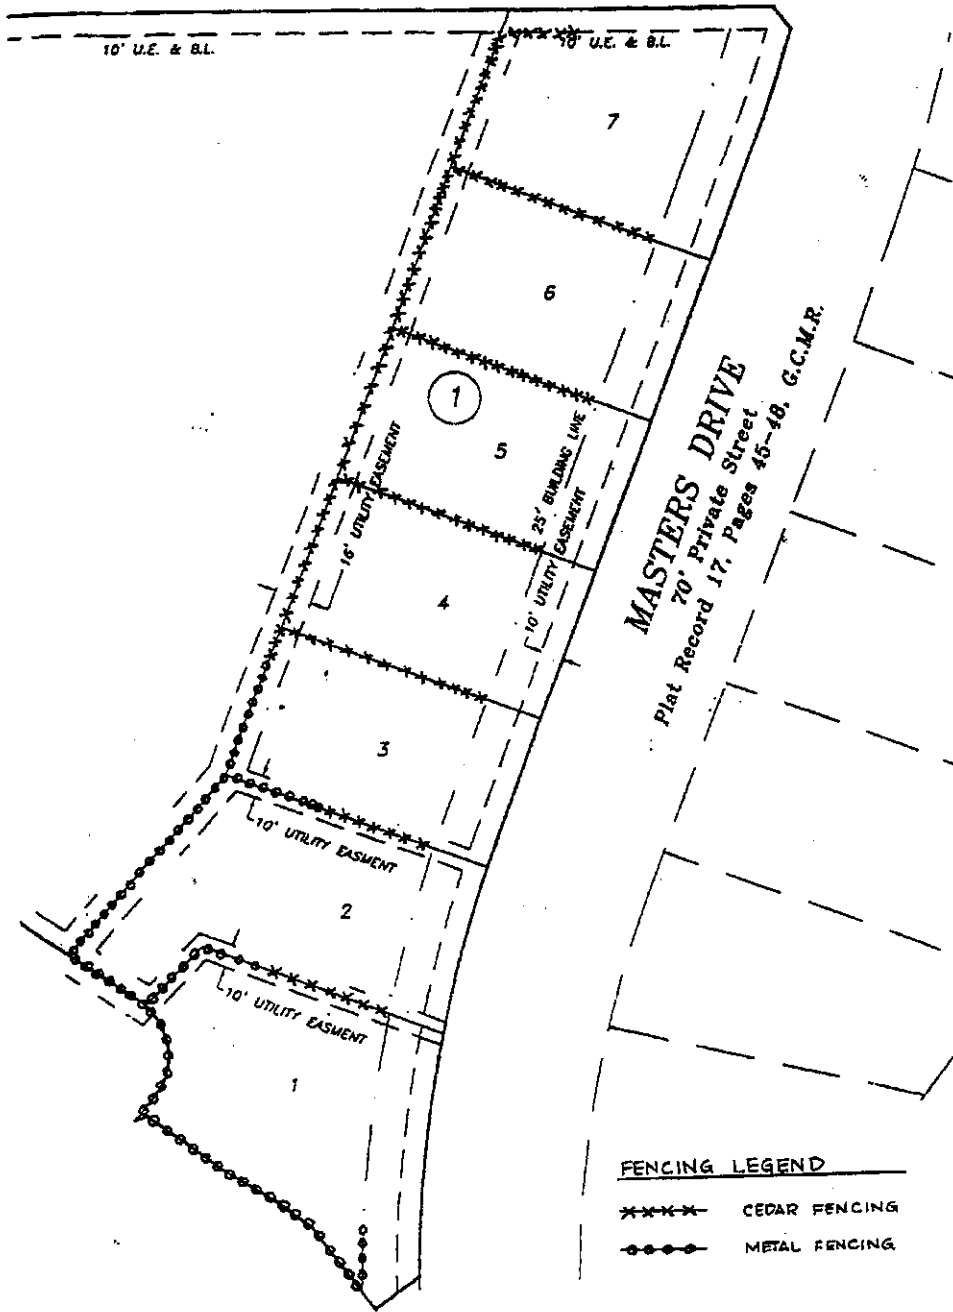 10' U.E. & B.L.
10' U.E. & B.L.
7
6
1
5
16' UTILITY EASEMENT
25' BUILDING LINE
10' UTILITY EASEMENT
4
MASTERS DRIVE
70' Private Street
Plat Record 17, Pages 45-48, G.C.M.R.
3
10' UTILITY EASMENT
2
10' UTILITY EASMENT
1
FENCING LEGEND
CEDAR FENCING
METAL FENCING